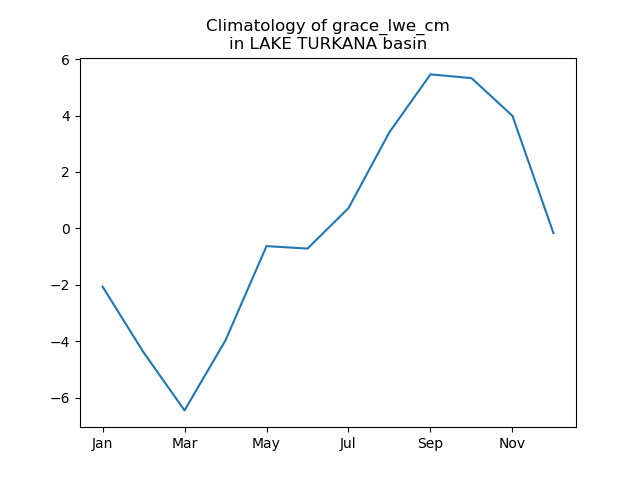 Climatology of grace_lwe_cm
in LAKE TURKANA basin
6
4
2
0
−2
−4
−6
Jan
Mar
May
Jul
Sep
Nov